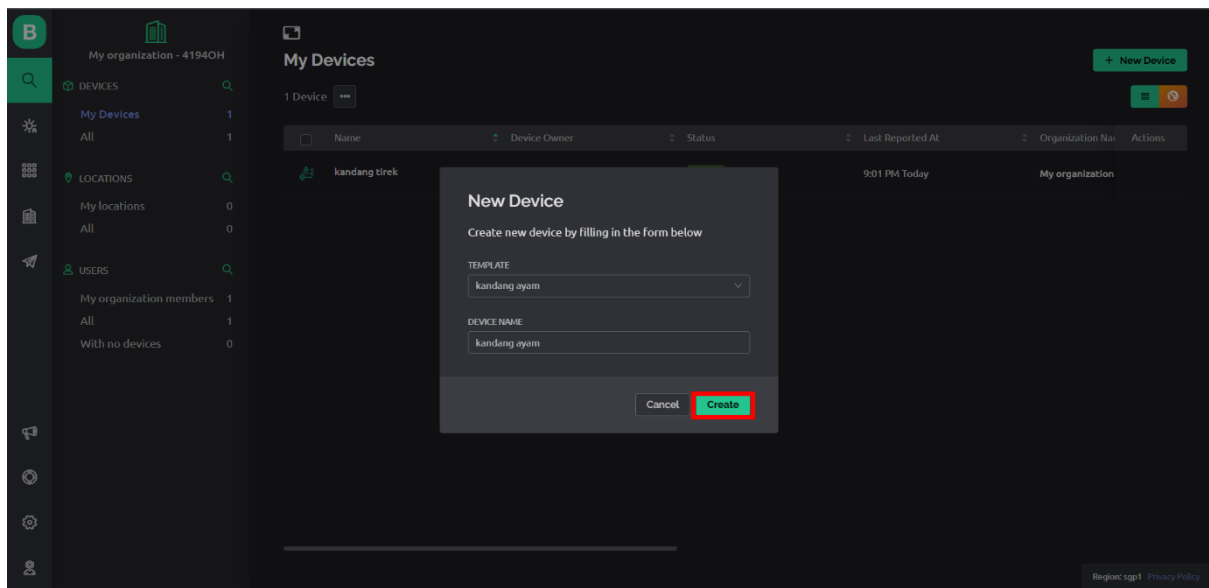 B
My organization - 4194OH
My Devices
+ New Device
DEVICES
1 Device
My Devices 1
All 1
Name Device Owner Status Last Reported At Organization Nar Actions
kandang tirek 9:01 PM Today My organization
LOCATIONS
My locations 0
All 0
USERS
My organization members 1
All 1
With no devices 0
New Device
Create new device by filling in the form below
TEMPLATE
kandang ayam
DEVICE NAME
kandang ayam
Cancel Create
Region: sgp1 Privacy Policy